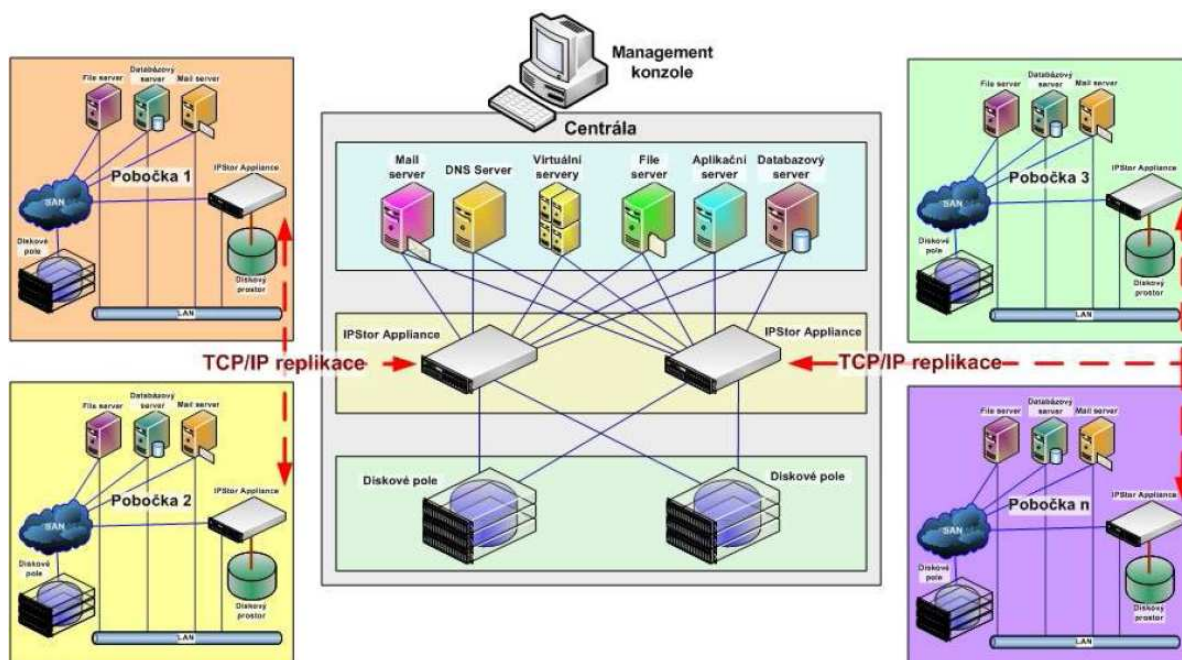 Management
konzole
Centrála
Mail
server
DNS Server
Virtuální
servery
File
server
Aplikační
server
Databazový
server
IPStor Appliance
IPStor Appliance
TCP/IP replikace
TCP/IP replikace
Diskové pole
Diskové pole
File server
Databázový
server
Mail server
Pobočka 1
IPStor Appliance
SAN
Diskové
pole
Diskový
prostor
LAN
File server
Databázový
server
Mail server
Pobočka 2
IPStor Appliance
SAN
Diskové
pole
Diskový
prostor
LAN
File server
Databázový
server
Mail server
Pobočka 3
IPStor Appliance
SAN
Diskové
pole
Diskový
prostor
LAN
File server
Databázový
server
Mail server
Pobočka n
IPStor Appliance
SAN
Diskové
pole
Diskový
prostor
LAN